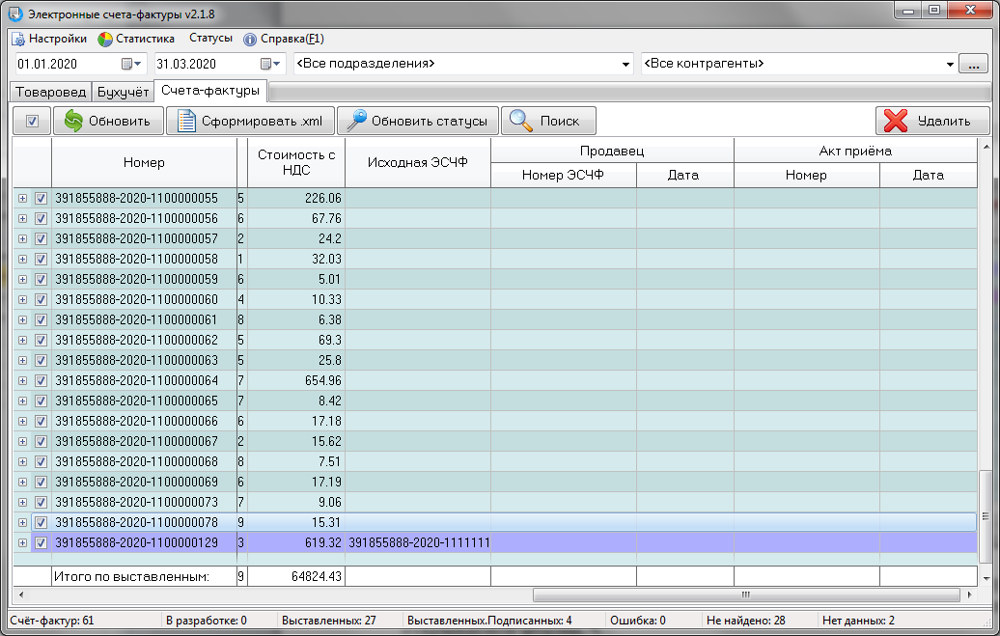 Электронные счета-фактуры v2.1.8
Настройки Статистика Статусы Справка(F1)
01.01.2020 31.03.2020 <Все подразделения> <Все контрагенты> ...
Товаровед Бухучёт Счета-фактуры
Обновить Сформировать .xml Обновить статусы Поиск Удалить
Номер Стоимость с НДС Исходная ЭСЧФ Продавец Акт приёма
Номер ЭСЧФ Дата Номер Дата
391855888-2020-1100000055 5 226.06
391855888-2020-1100000056 6 67.76
391855888-2020-1100000057 2 24.2
391855888-2020-1100000058 1 32.03
391855888-2020-1100000059 6 5.01
391855888-2020-1100000060 4 10.33
391855888-2020-1100000061 8 6.38
391855888-2020-1100000062 5 69.3
391855888-2020-1100000063 5 25.8
391855888-2020-1100000064 7 654.96
391855888-2020-1100000065 7 8.42
391855888-2020-1100000066 6 17.18
391855888-2020-1100000067 2 15.62
391855888-2020-1100000068 8 7.51
391855888-2020-1100000069 6 17.19
391855888-2020-1100000073 7 9.06
391855888-2020-1100000078 9 15.31
391855888-2020-1100000129 3 619.32 391855888-2020-1111111
Итого по выставленным: 9 64824.43
Счёт-фактур: 61 В разработке: 0 Выставленных: 27 Выставленных.Подписанных: 4 Ошибка: 0 Не найдено: 28 Нет данных: 2